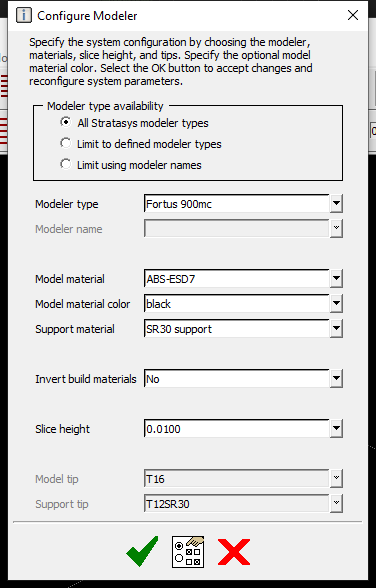 Configure Modeler
Specify the system configuration by choosing the modeler,
materials, slice height, and tips. Specify the optional model
material color. Select the OK button to accept changes and
reconfigure system parameters.
Modeler type availability
All Stratasys modeler types
Limit to defined modeler types
Limit using modeler names
Modeler type Fortus 900mc
Modeler name
Model material ABS-ESD7
Model material color black
Support material SR30 support
Invert build materials No
Slice height 0.0100
Model tip T16
Support tip T12SR30